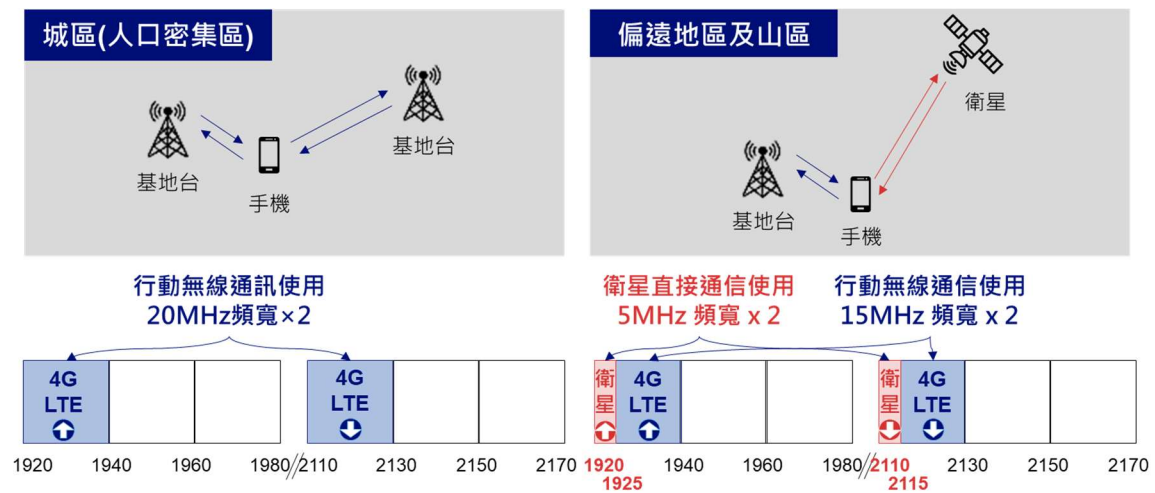 城區(人口密集區)
基地台
基地台
手機
行動無線通訊使用
20MHz頻寬×2
4G
LTE
4G
LTE
1920 1940 1960 1980//2110 2130 2150 2170
偏遠地區及山區
衛星
基地台
手機
衛星直接通信使用
5MHz 頻寬 x 2
行動無線通信使用
15MHz 頻寬 x 2
衛星
4G
LTE
衛星
4G
LTE
1920 1940 1960 1980//2110 2130 2150 2170
1925 2115